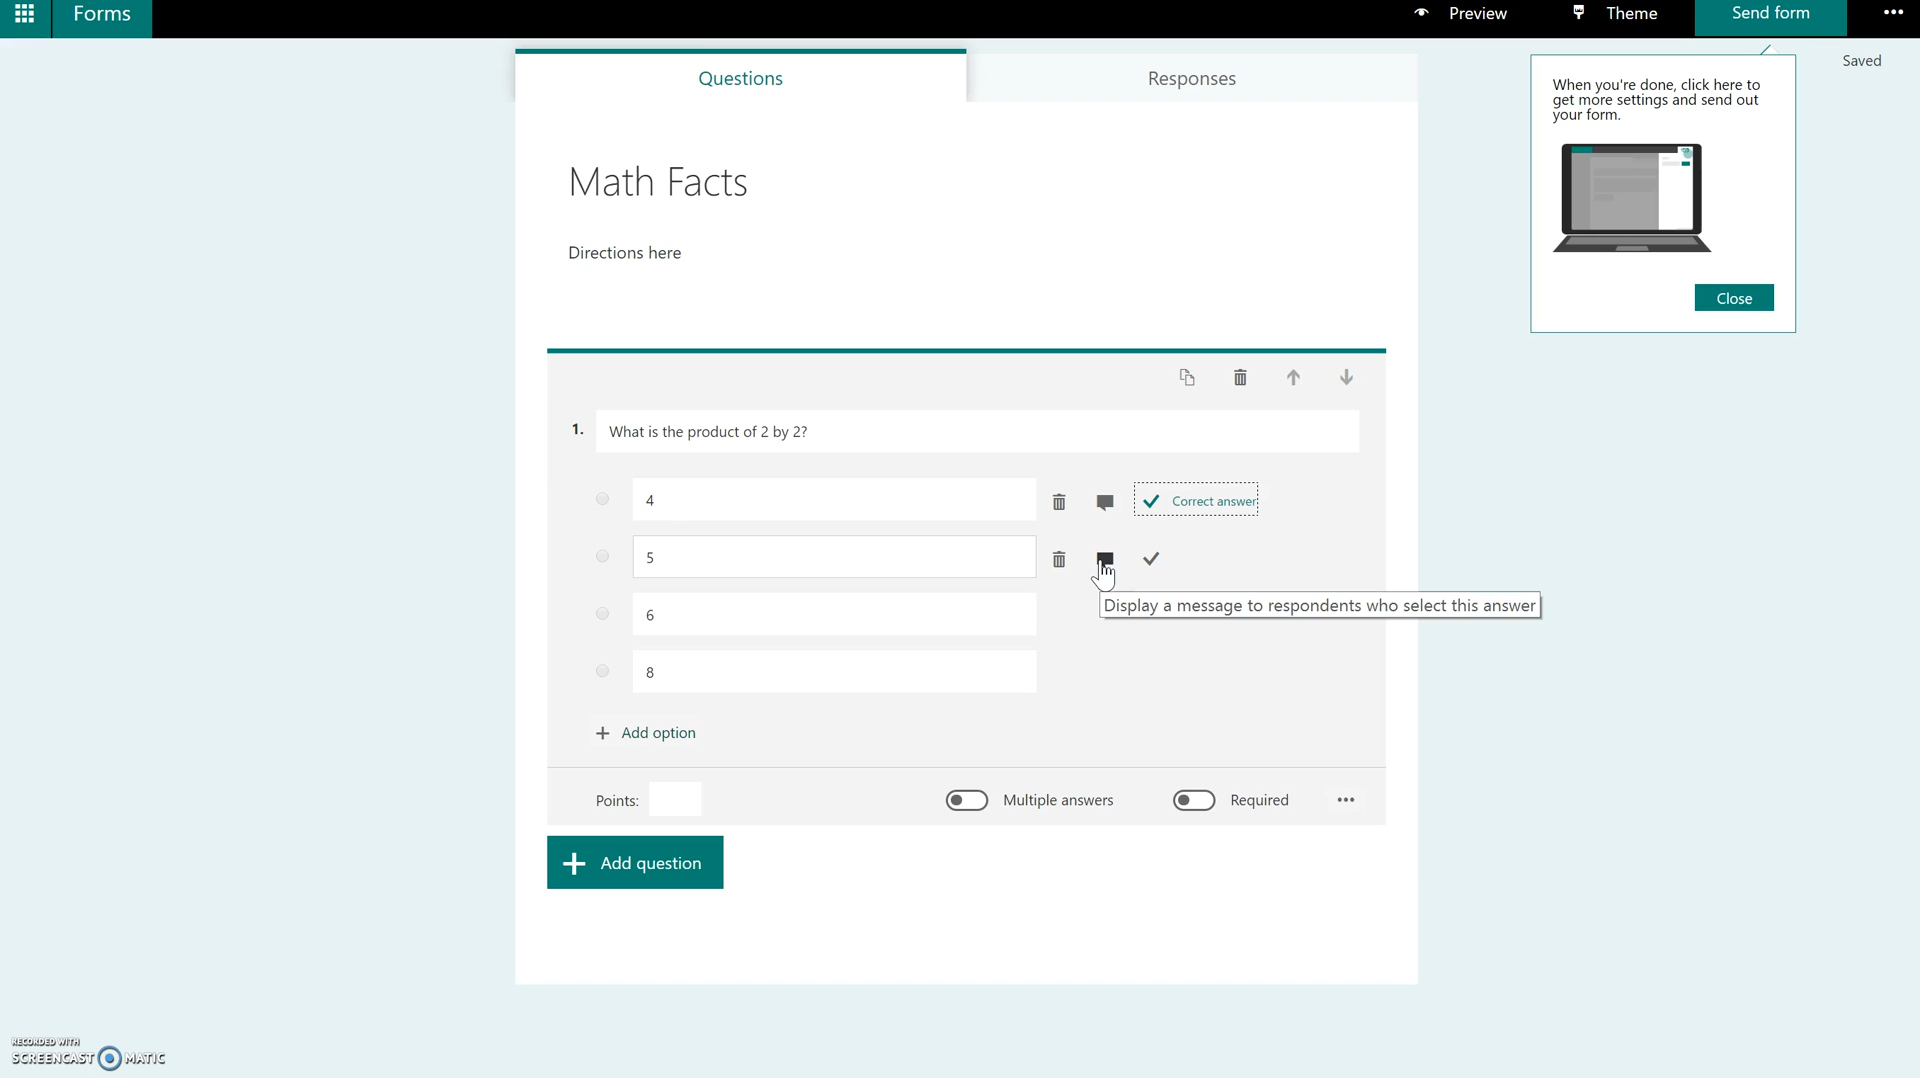 Forms
Preview
Theme
Send form
•••
Saved
Questions
Responses
When you're done, click here to
get more settings and send out
your form.
Close
Math Facts
Directions here
1.
What is the product of 2 by 2?
4
Correct answer
5
Display a message to respondents who select this answer
6
8
+ Add option
Points:
Multiple answers
Required
•••
+ Add question
RECORDED WITH
SCREENCAST MATIC